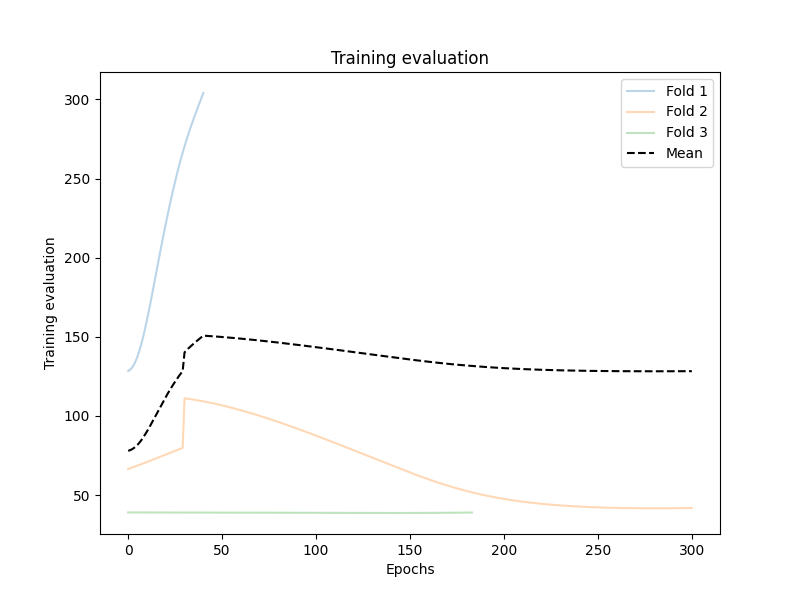 Training evaluation
Fold 1
Fold 2
Fold 3
Mean
Training evaluation
300
250
200
150
100
50
0
50
100
150
200
250
300
Epochs